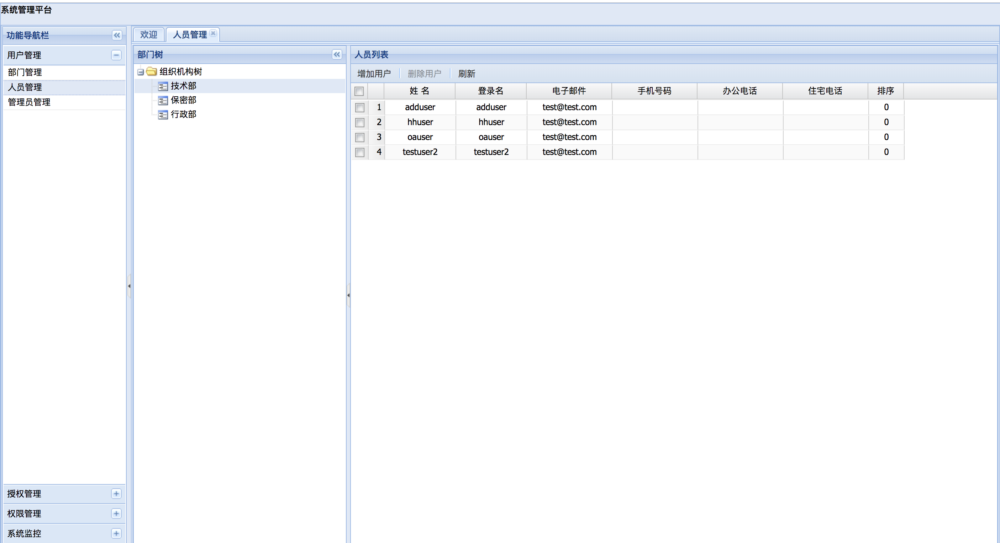 系统管理平台
功能导航栏
用户管理
部门管理
人员管理
管理员管理
授权管理
权限管理
系统监控
欢迎 人员管理
部门树
组织机构树
技术部
保密部
行政部
人员列表
增加用户 删除用户 刷新
姓 名 登录名 电子邮件 手机号码 办公电话 住宅电话 排序
1 adduser adduser test@test.com 0
2 hhuser hhuser test@test.com 0
3 oauser oauser test@test.com 0
4 testuser2 testuser2 test@test.com 0